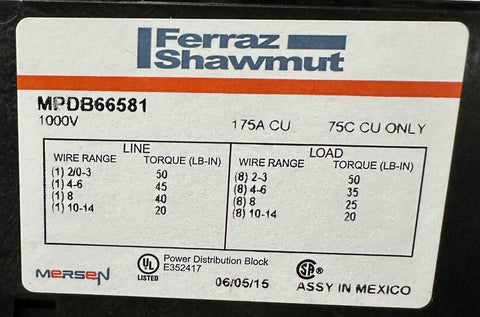 Ferraz
Shawmut
MPDB66581
1000V 175A CU 75C CU ONLY
LINE
WIRE RANGE TORQUE (LB-IN)
(1) 2/0-3 50
(1) 4-6 45
(1) 8 40
(1) 10-14 20
LOAD
WIRE RANGE TORQUE (LB-IN)
(8) 2-3 50
(8) 4-6 35
(8) 8 25
(8) 10-14 20
MERSEN
UL
LISTED
Power Distribution Block
E352417
06/05/15
SA
ASSY IN MEXICO